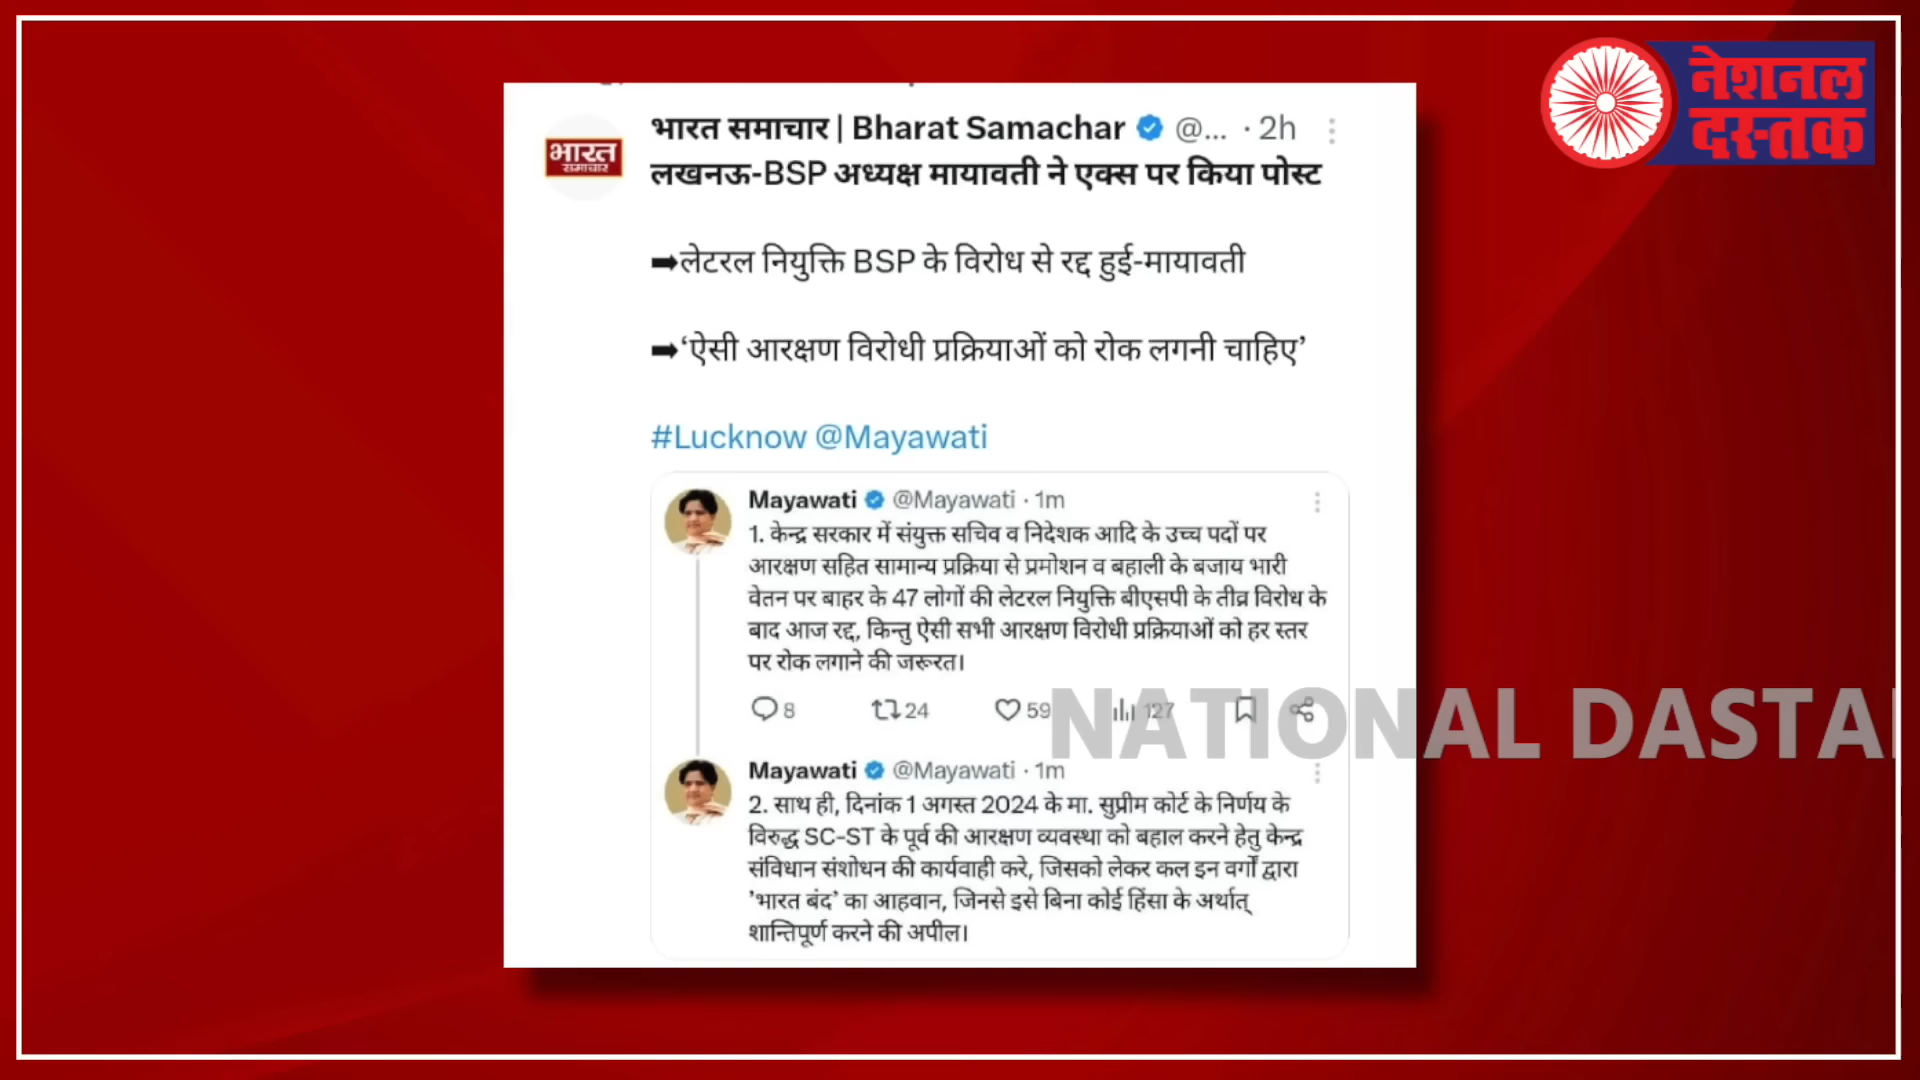 नेशनल
दस्तक
भारत समाचार | Bharat Samachar @... · 2h
भारत
समाचार
लखनऊ-BSP अध्यक्ष मायावती ने एक्स पर किया पोस्ट
➡लेटरल नियुक्ति BSP के विरोध से रद्द हुई-मायावती
➡‘ऐसी आरक्षण विरोधी प्रक्रियाओं को रोक लगनी चाहिए’
#Lucknow @Mayawati
Mayawati @Mayawati · 1m
1. केन्द्र सरकार में संयुक्त सचिव व निदेशक आदि के उच्च पदों पर
आरक्षण सहित सामान्य प्रक्रिया से प्रमोशन व बहाली के बजाय भारी
वेतन पर बाहर के 47 लोगों की लेटरल नियुक्ति बीएसपी के तीव्र विरोध के
बाद आज रद्द, किन्तु ऐसी सभी आरक्षण विरोधी प्रक्रियाओं को हर स्तर
पर रोक लगाने की जरूरत।
8 24 59 127
NATIONAL DASTA
Mayawati @Mayawati · 1m
2. साथ ही, दिनांक 1 अगस्त 2024 के मा. सुप्रीम कोर्ट के निर्णय के
विरुद्ध SC-ST के पूर्व की आरक्षण व्यवस्था को बहाल करने हेतु केन्द्र
संविधान संशोधन की कार्यवाही करे, जिसको लेकर कल इन वर्गों द्वारा
'भारत बंद' का आहवान, जिनसे इसे बिना कोई हिंसा के अर्थात्
शान्तिपूर्ण करने की अपील।